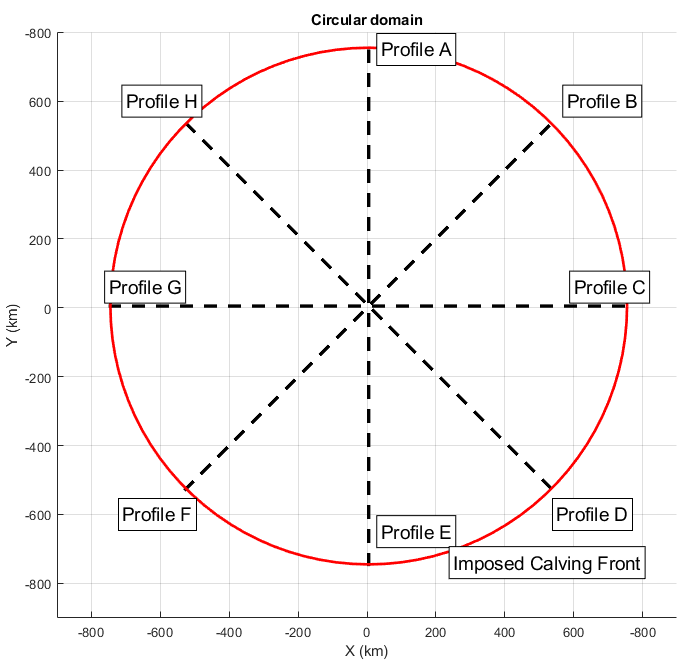 Circular domain
-800
Profile A
Profile H
Profile B
600
400
200
Profile G
Profile C
0
Y (km)
-200
-400
Profile F
Profile E
Profile D
-600
Imposed Calving Front
-800
-800
-600
-400
-200
0
200
400
600
800
X (km)